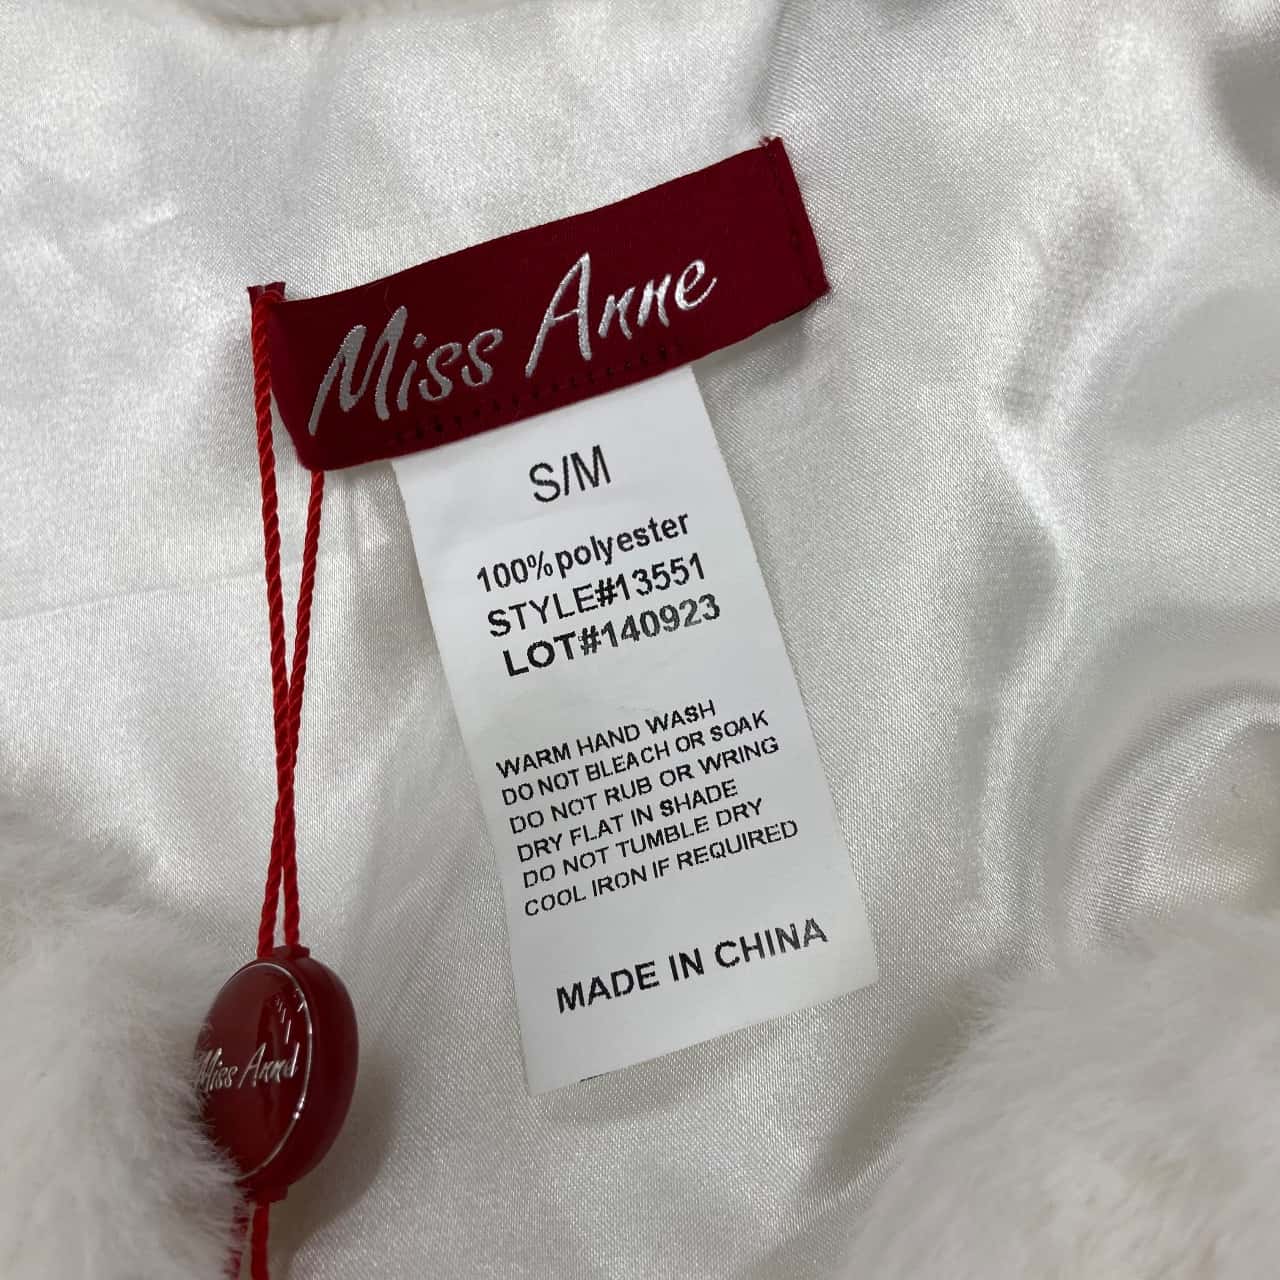 Miss Anne
S/M
100%polyester
STYLE#13551
LOT#140923
WARM HAND WASH
DO NOT BLEACH OR SOAK
DO NOT RUB OR WRING
DRY FLAT IN SHADE
DO NOT TUMBLE DRY
COOL IRON IF REQUIRED
MADE IN CHINA
Miss Anne